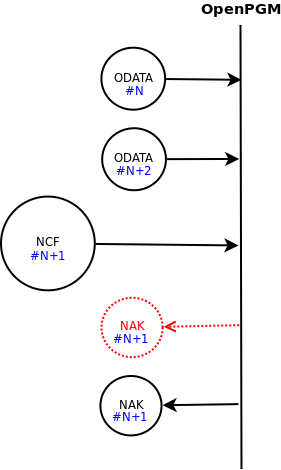 OpenPGM
ODATA
#N
ODATA
#N+2
NCF
#N+1
NAK
#N+1
NAK
#N+1